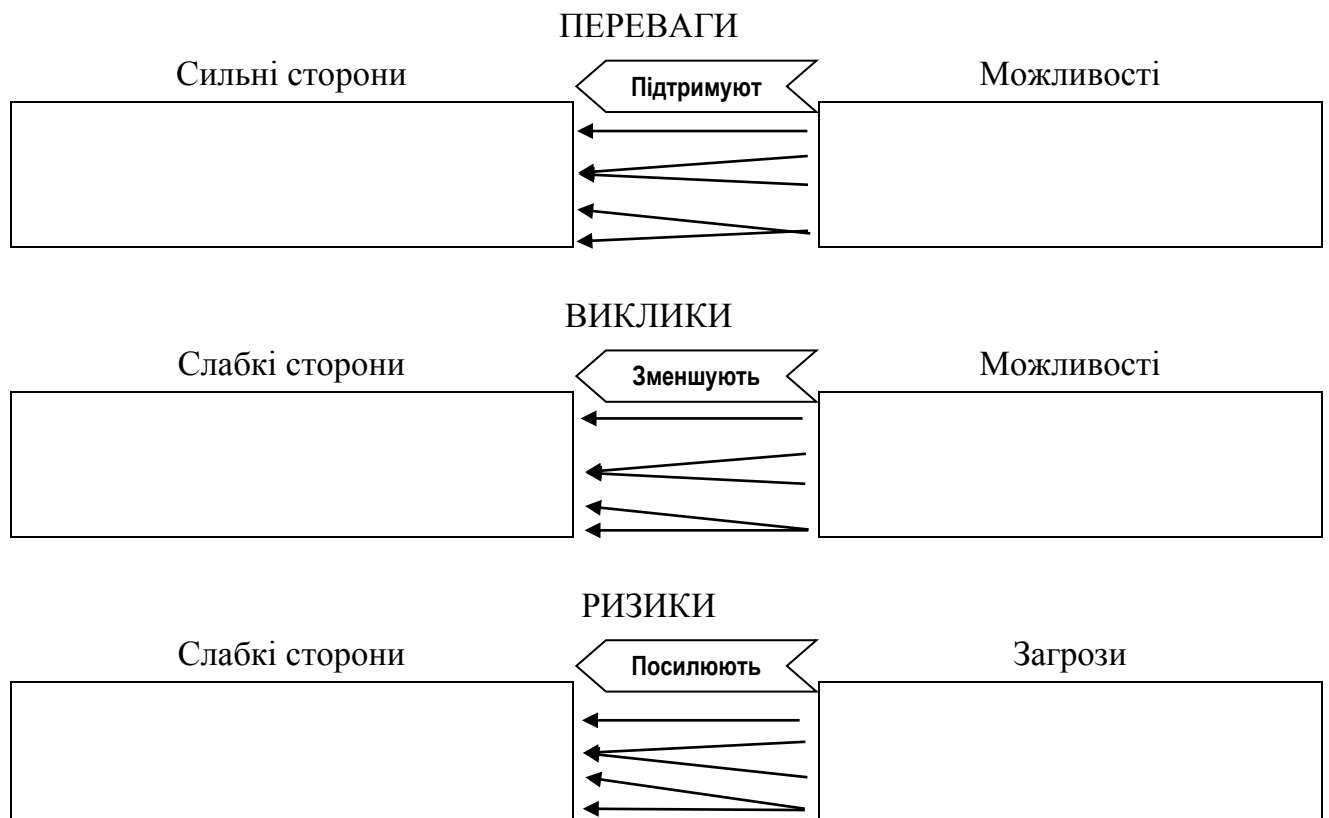 ПЕРЕВАГИ
Сильні сторони Підтримуют Можливості
ВИКЛИКИ
Слабкі сторони Зменшують Можливості
РИЗИКИ
Слабкі сторони Посилюють Загрози